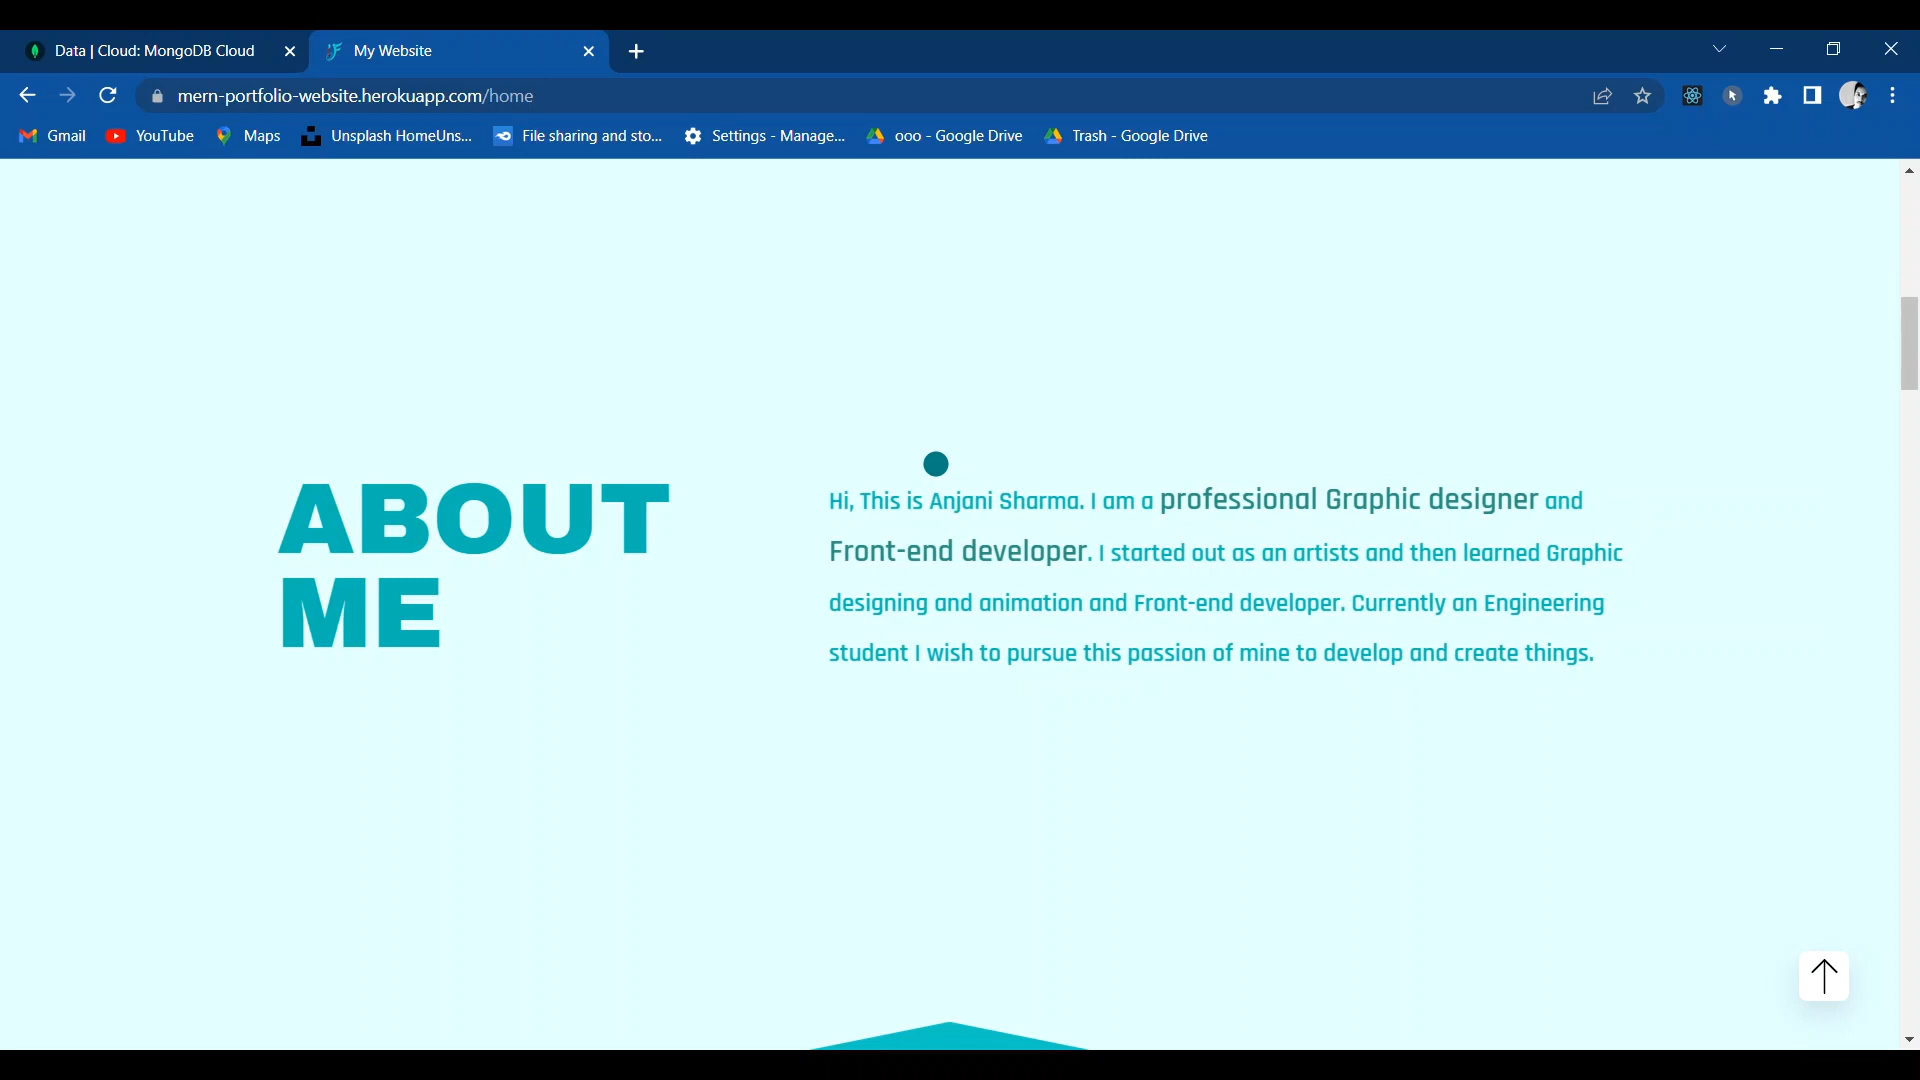 Data | Cloud: MongoDB Cloud
My Website
mern-portfolio-website.herokuapp.com/home
Gmail
YouTube
Maps
Unsplash HomeUns...
File sharing and sto...
Settings - Manage...
ooo - Google Drive
Trash - Google Drive
ABOUT
ME
Hi, This is Anjani Sharma. I am a professional Graphic designer and
Front-end developer. I started out as an artists and then learned Graphic
designing and animation and Front-end developer. Currently an Engineering
student I wish to pursue this passion of mine to develop and create things.